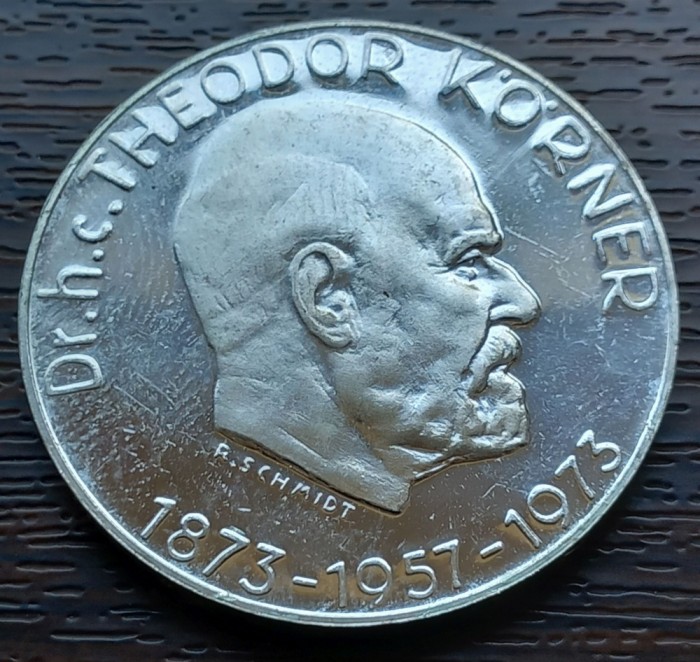 Dr.h.c.THEODOR KÖRNER
R.SCHMIDT
1873-1957-1973